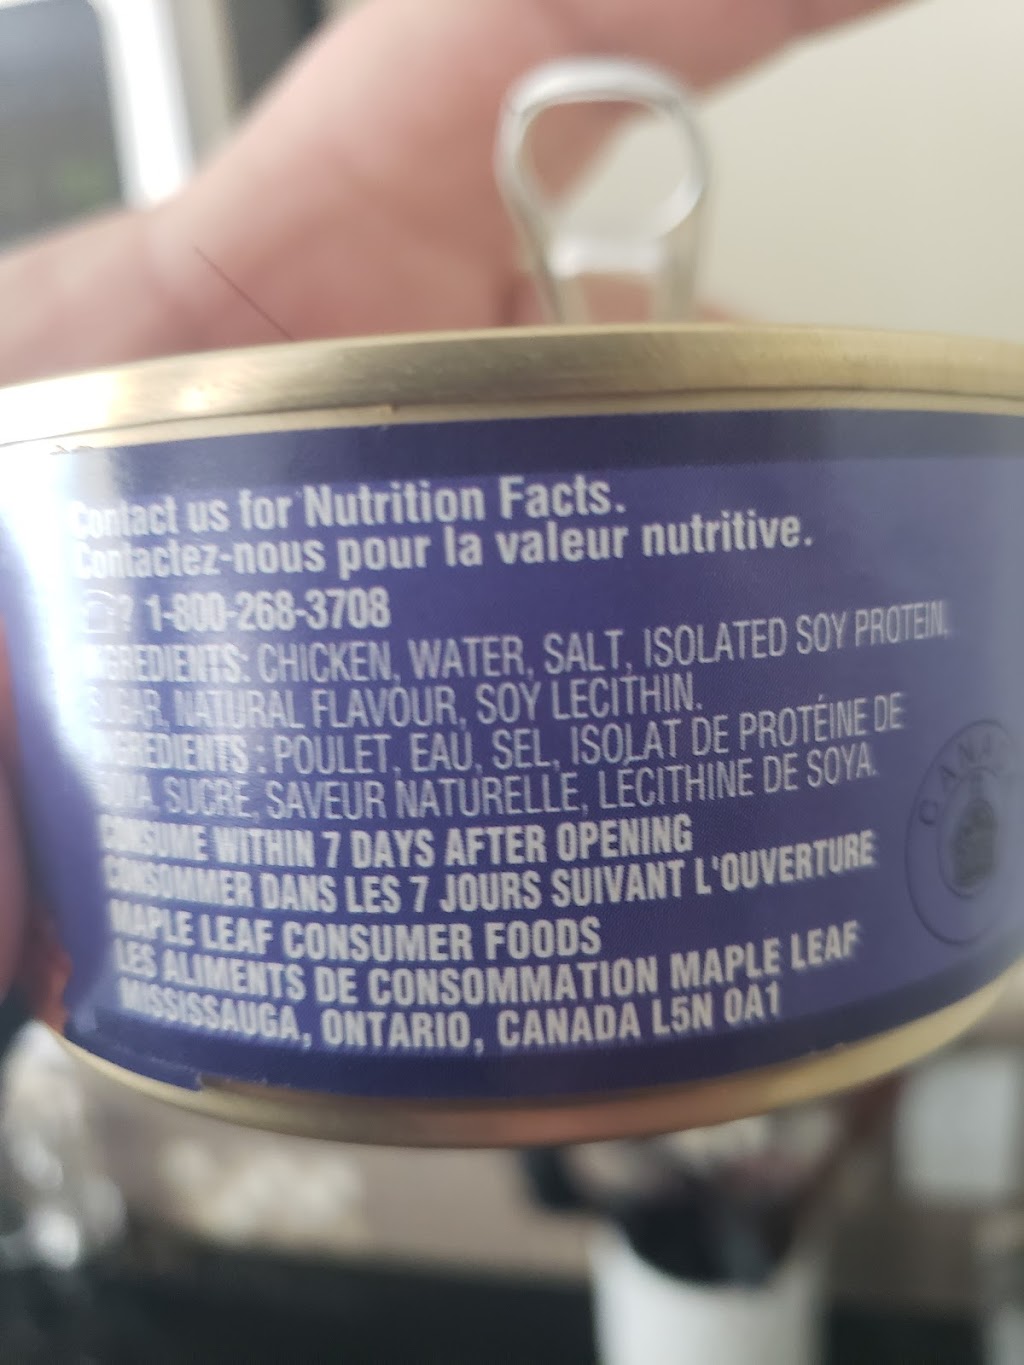 Contact us for Nutrition Facts.
Contactez-nous pour la valeur nutritive.
? 1-800-268-3708
INGREDIENTS: CHICKEN, WATER, SALT, ISOLATED SOY PROTEIN,
SUGAR, NATURAL FLAVOUR, SOY LECITHIN.
INGRÉDIENTS : POULET, EAU, SEL, ISOLAT DE PROTÉINE DE
SOYA, SUCRE, SAVEUR NATURELLE, LÉCITHINE DE SOYA.
CONSUME WITHIN 7 DAYS AFTER OPENING
CONSOMMER DANS LES 7 JOURS SUIVANT L'OUVERTURE
MAPLE LEAF CONSUMER FOODS
LES ALIMENTS DE CONSOMMATION MAPLE LEAF
MISSISSAUGA, ONTARIO, CANADA L5N 0A1